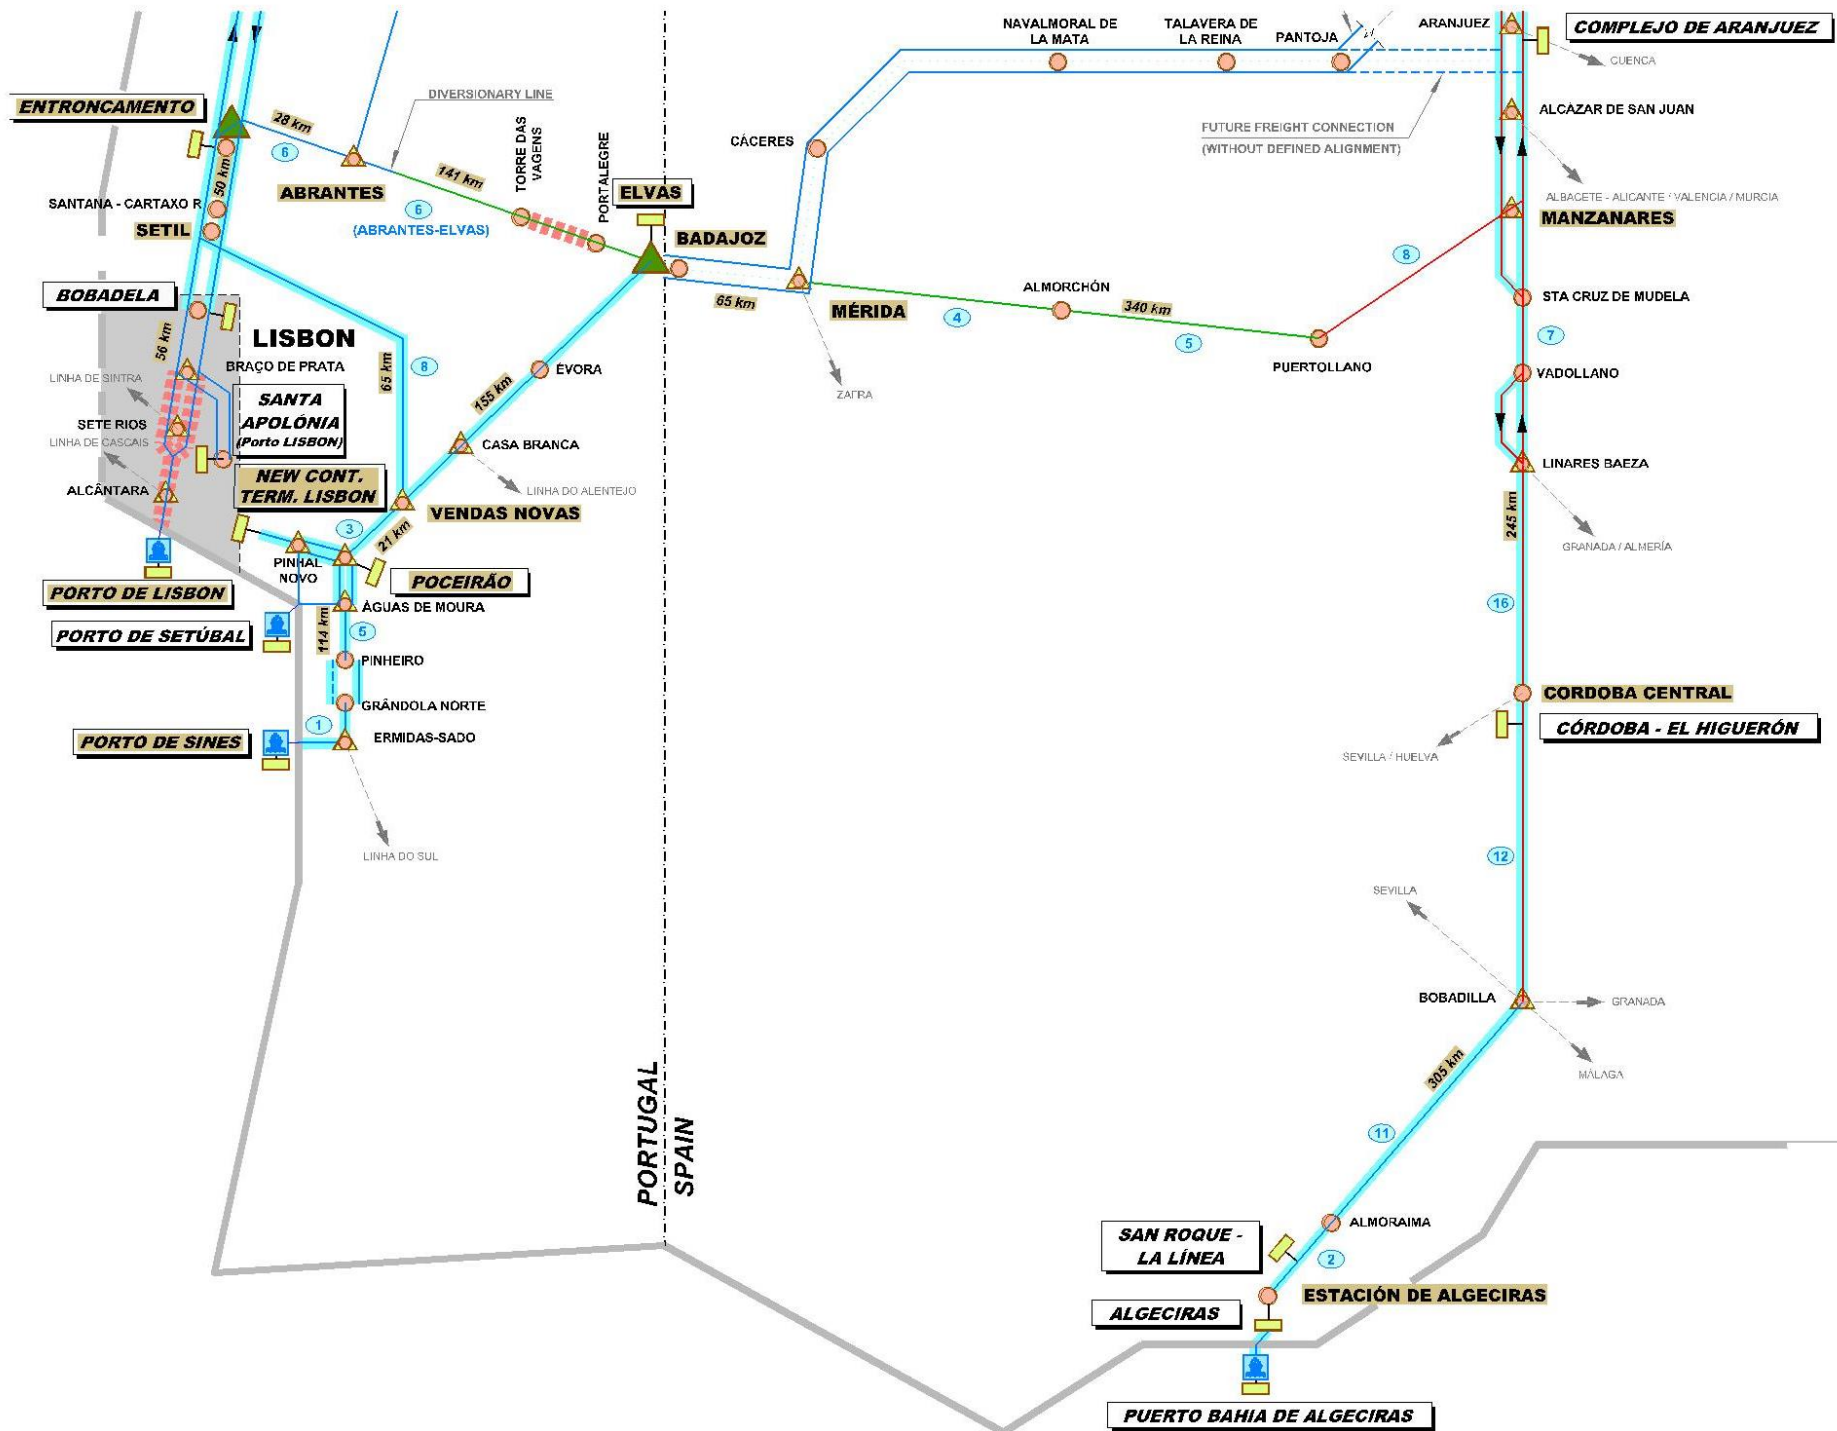 NAVALMORAL DE
LA MATA
TALAVERA DE
LA REINA
PANTOJA
ARANJUEZ
COMPLEJO DE ARANJUEZ
CUENCA
ENTRONCAMENTO
28 km
6
DIVERSIONARY LINE
ALCÁZAR DE SAN JUAN
FUTURE FREIGHT CONNECTION
(WITHOUT DEFINED ALIGNMENT)
CÁCERES
50 km
ABRANTES
141 km
6
(ABRANTES-ELVAS)
TORRE DAS
VAGENS
PORTALEGRE
ELVAS
ALBACETE - ALICANTE / VALENCIA / MURCIA
SANTANA - CARTAXO R
MANZANARES
SETIL
BADAJOZ
8
BOBADELA
65 km
MÉRIDA
ALMORCHÓN
340 km
4
5
STA CRUZ DE MUDELA
7
LISBON
56 km
BRAÇO DE PRATA
65 km
8
ÉVORA
PUERTOLLANO
VADOLLANO
LINHA DE SINTRA
155 km
ZAFRA
SANTA
APOLÓNIA
(Porto LISBON)
SETE RIOS
LINHA DE CASCAIS
CASA BRANCA
LINARES BAEZA
ALCÂNTARA
NEW CONT.
TERM. LISBON
LINHA DO ALENTEJO
VENDAS NOVAS
245 km
3
21 km
GRANADA / ALMERÍA
PINHAL
NOVO
POCEIRÃO
PORTO DE LISBON
ÁGUAS DE MOURA
16
PORTO DE SETÚBAL
114 km
5
PINHEIRO
CORDOBA CENTRAL
GRÂNDOLA NORTE
1
CÓRDOBA - EL HIGUERÓN
PORTO DE SINES
ERMIDAS-SADO
SEVILLA / HUELVA
LINHA DO SUL
12
SEVILLA
BOBADILLA
GRANADA
305 km
MÁLAGA
PORTUGAL
SPAIN
11
ALMORAIMA
SAN ROQUE -
LA LÍNEA
2
ESTACIÓN DE ALGECIRAS
ALGECIRAS
PUERTO BAHIA DE ALGECIRAS